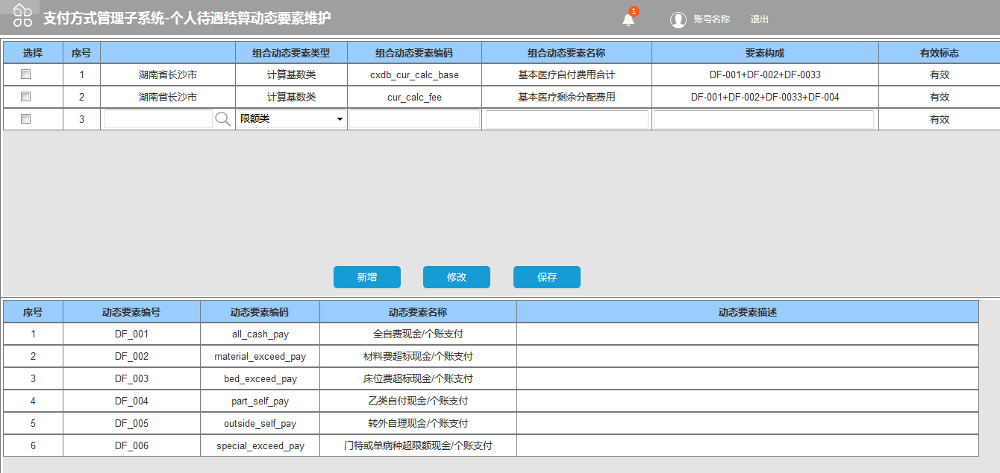 支付方式管理子系统-个人待遇结算动态要素维护 1 账号名称 退出
选择 序号 组合动态要素类型 组合动态要素编码 组合动态要素名称 要素构成 有效标志
1 湖南省长沙市 计算基数类 cxdb_cur_calc_base 基本医疗自付费用合计 DF-001+DF-002+DF-0033 有效
2 湖南省长沙市 计算基数类 cur_calc_fee 基本医疗剩余分配费用 DF-001+DF-002+DF-0033+DF-004 有效
3 限额类 有效
新增 修改 保存
序号 动态要素编号 动态要素编码 动态要素名称 动态要素描述
1 DF_001 all_cash_pay 全自费现金/个账支付
2 DF_002 material_exceed_pay 材料费超标现金/个账支付
3 DF_003 bed_exceed_pay 床位费超标现金/个账支付
4 DF_004 part_self_pay 乙类自付现金/个账支付
5 DF_005 outside_self_pay 转外自理现金/个账支付
6 DF_006 special_exceed_pay 门特或单病种超限额现金/个账支付